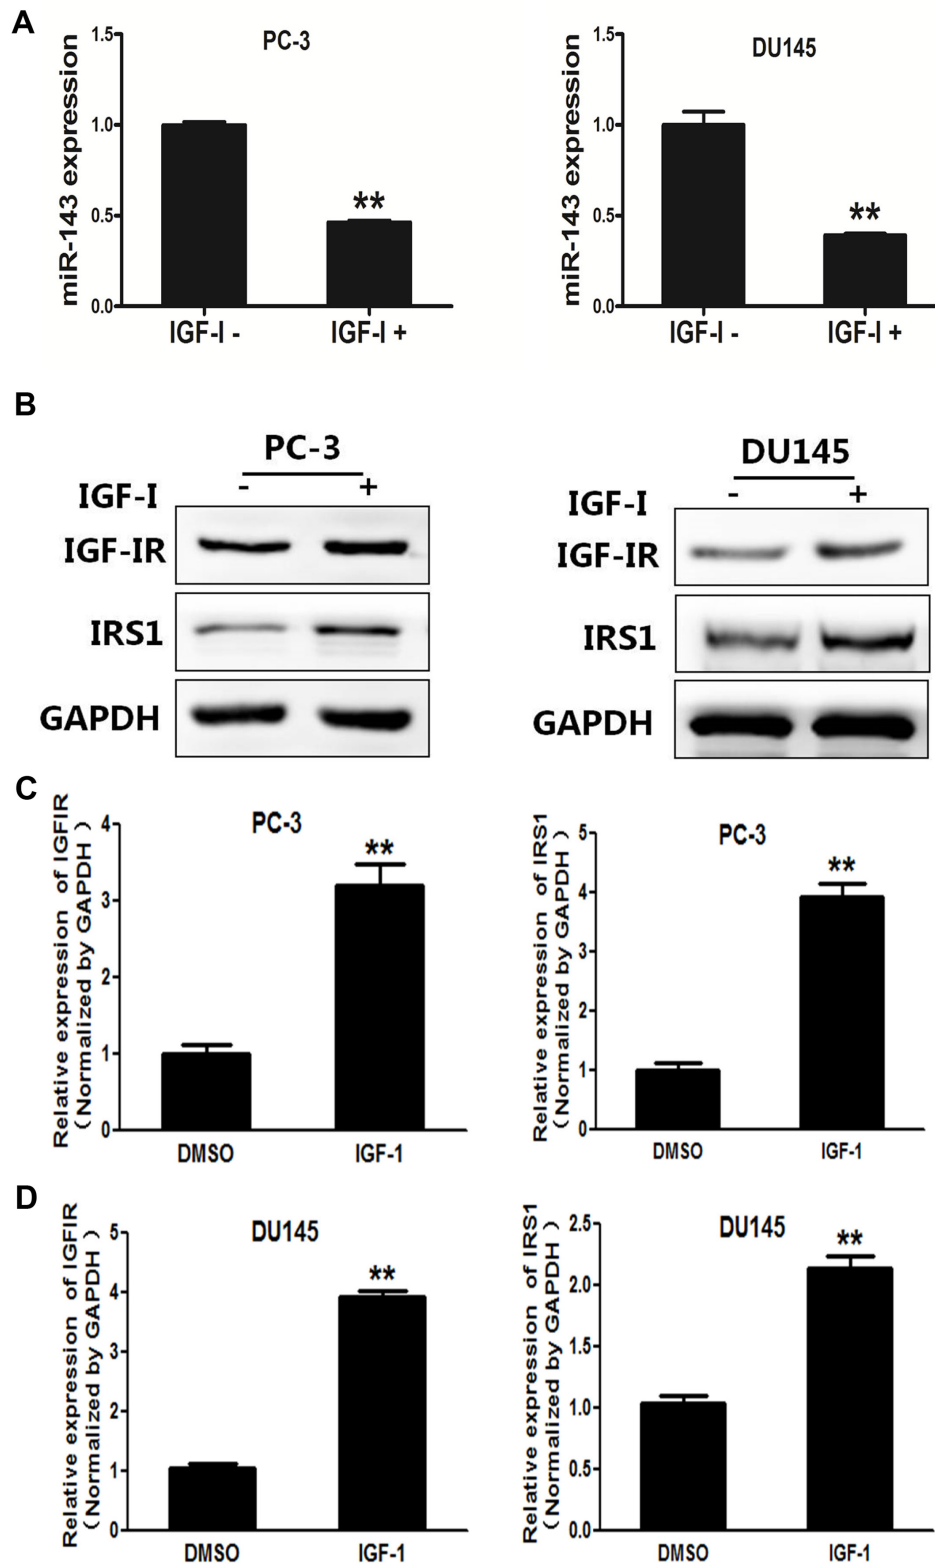 A
PC-3
miR-143 expression
1.5
1.0
0.5
0.0
**
IGF-I -
IGF-I +
DU145
miR-143 expression
1.5
1.0
0.5
0.0
**
IGF-I -
IGF-I +
B
PC-3
IGF-I
-
+
IGF-IR
IRS1
GAPDH
DU145
IGF-I
-
+
IGF-IR
IRS1
GAPDH
C
PC-3
Relative expression of IGFIR
(Normalized by GAPDH)
4
3
2
1
0
**
DMSO
IGF-1
PC-3
Relative expression of IRS1
(Normalized by GAPDH)
5
4
3
2
1
0
**
DMSO
IGF-1
D
DU145
Relative expression of IGFIR
(Normalized by GAPDH)
5
4
3
2
1
0
**
DMSO
IGF-1
DU145
Relative expression of IRS1
(Normalized by GAPDH)
2.5
2.0
1.5
1.0
0.5
0.0
**
DMSO
IGF-1